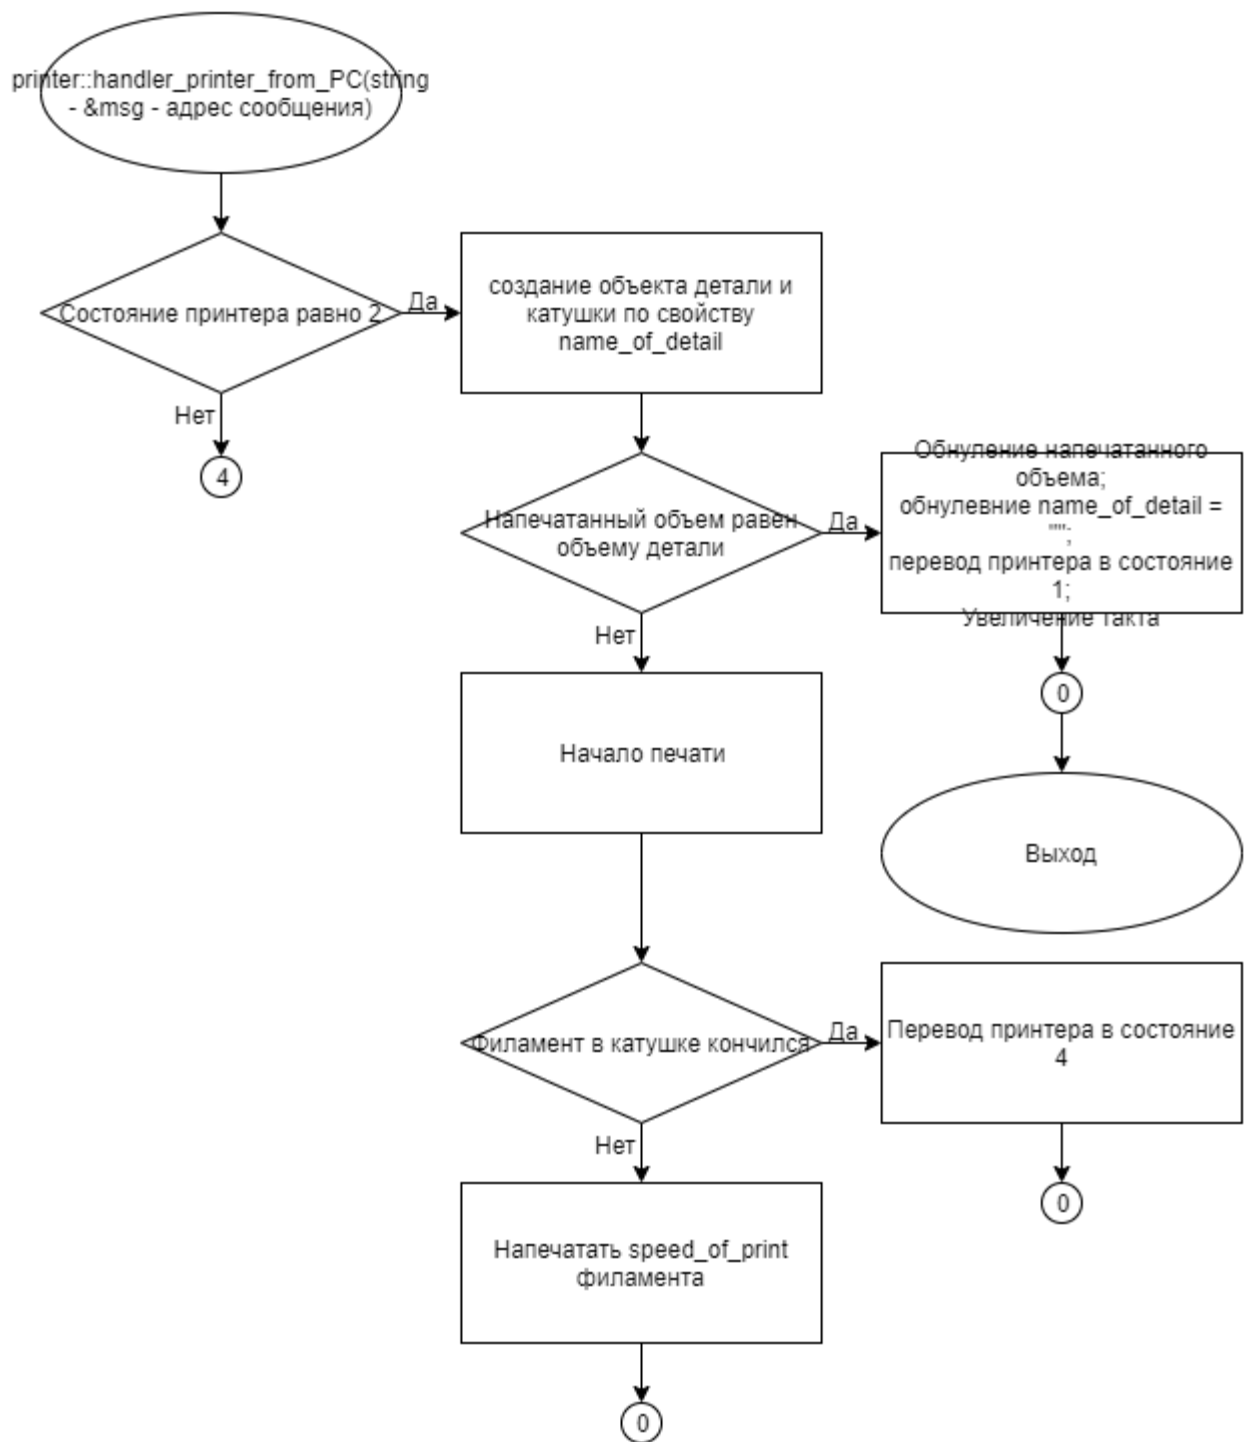 printer::handler_printer_from_PC(string
- &msg - адрес сообщения)
Состояние принтера равно 2
Да
создание объекта детали и
катушки по свойству
name_of_detail
Нет
4
Напечатанный объем равен
объему детали
Да
Обнуление напечатанного
объема;
обнулевние name_of_detail =
"";
перевод принтера в состояние
1;
Увеличение такта
Нет
0
Начало печати
Выход
Филамент в катушке кончился
Да
Перевод принтера в состояние
4
Нет
0
Напечатать speed_of_print
филамента
0